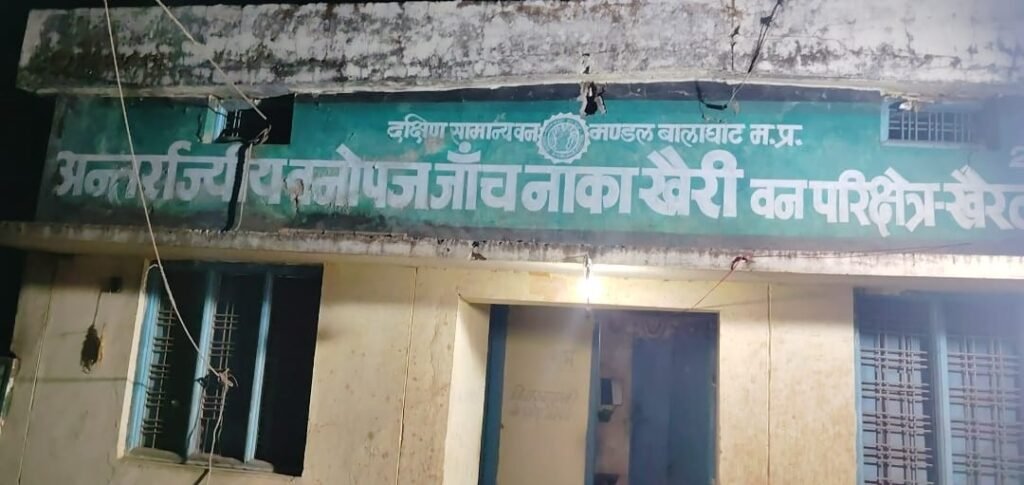 दक्षिण सामान्य वन मण्डल बालाघाट म.प्र.
अन्तर्राज्यीय वनोपज जाँच नाका खैरी वन परिक्षेत्र-खैरल